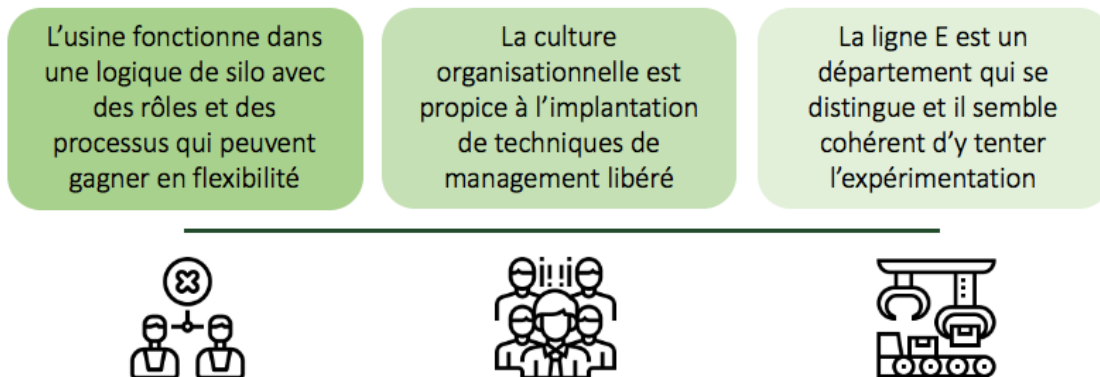 L’usine fonctionne dans
une logique de silo avec
des rôles et des
processus qui peuvent
gagner en flexibilité
La culture
organisationnelle est
propice à l’implantation
de techniques de
management libéré
La ligne E est un
département qui se
distingue et il semble
cohérent d’y tenter
l’expérimentation